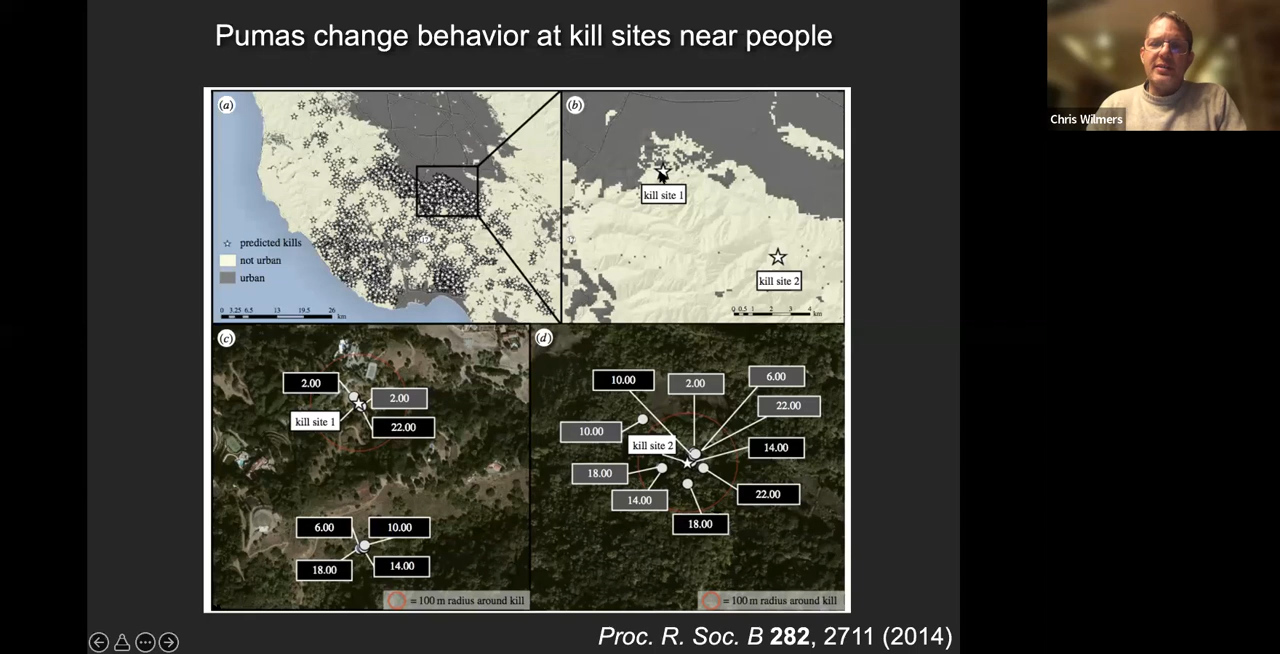 Pumas change behavior at kill sites near people
Chris Wilmers
(a)
predicted kills
not urban
urban
0 3.25 6.5 13 19.5 26
km
(b)
kill site 1
kill site 2
0 0.5 1 2 3 4
km
(c)
2.00
2.00
kill site 1
22.00
6.00
10.00
18.00
14.00
= 100 m radius around kill
(d)
10.00
2.00
6.00
22.00
10.00
kill site 2
14.00
18.00
14.00
22.00
18.00
= 100 m radius around kill
Proc. R. Soc. B 282, 2711 (2014)